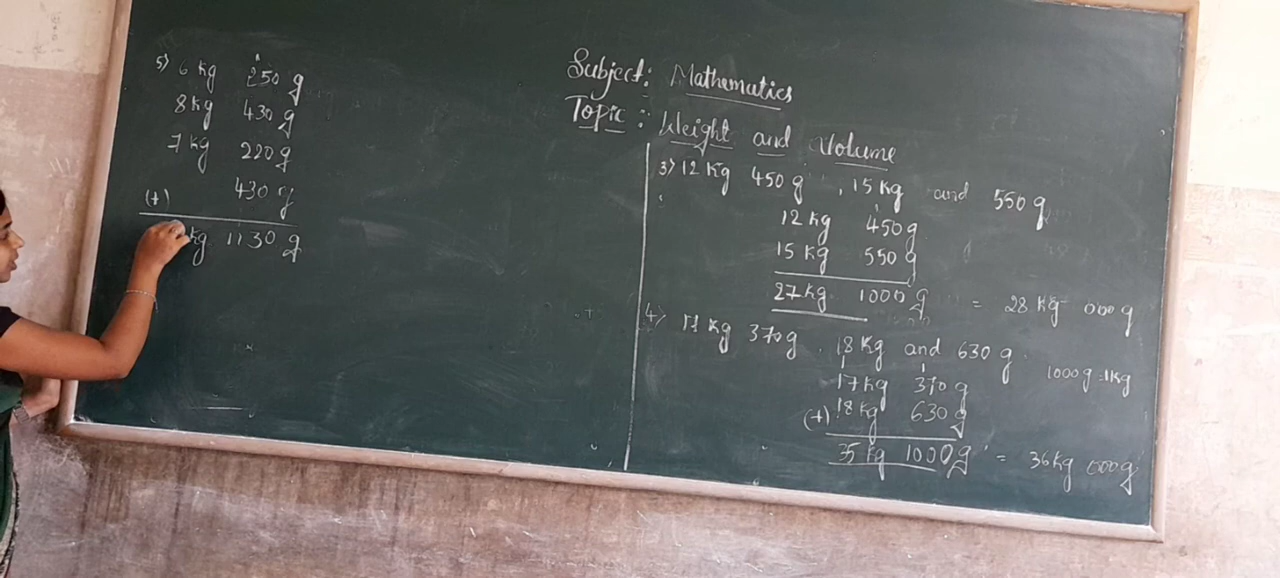 5) 6 kg 250 g
8 kg 430 g
7 kg 220 g
430 g
(+)
kg 1130 g
Subject: Mathematics
Topic: Weight and Volume
3) 12 kg 450 g , 15 kg and 550 g
12 kg 450 g
15 kg 550 g
27 kg 1000 g = 28 kg 000 g
4) 17 kg 370 g , 18 kg and 630 g.
1000 g = 1 kg
17 kg 370 g
(+) 18 kg 630 g
35 kg 1000 g = 36 kg 000 g